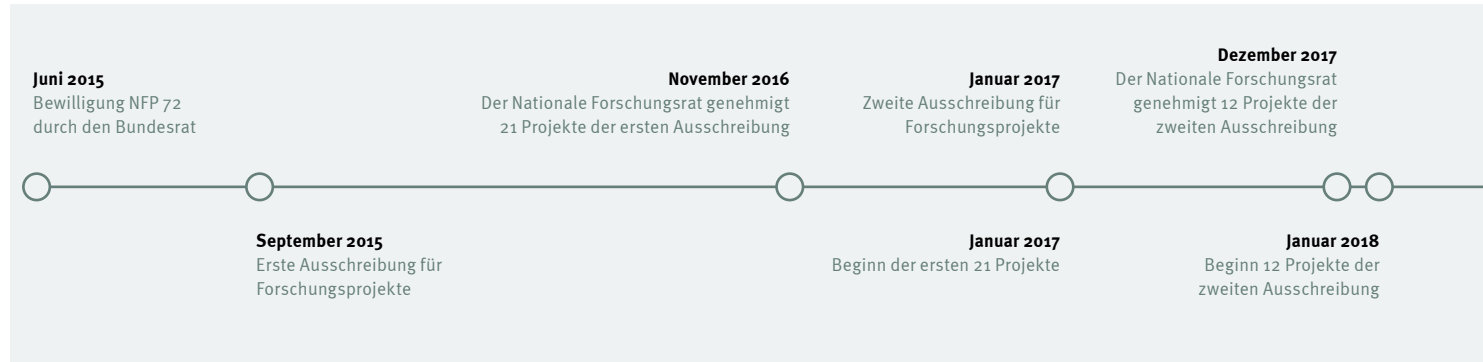 Juni 2015
Bewilligung NFP 72
durch den Bundesrat
September 2015
Erste Ausschreibung für
Forschungsprojekte
November 2016
Der Nationale Forschungsrat genehmigt
21 Projekte der ersten Ausschreibung
Januar 2017
Zweite Ausschreibung für
Forschungsprojekte
Januar 2017
Beginn der ersten 21 Projekte
Dezember 2017
Der Nationale Forschungsrat
genehmigt 12 Projekte der
zweiten Ausschreibung
Januar 2018
Beginn 12 Projekte der
zweiten Ausschreibung